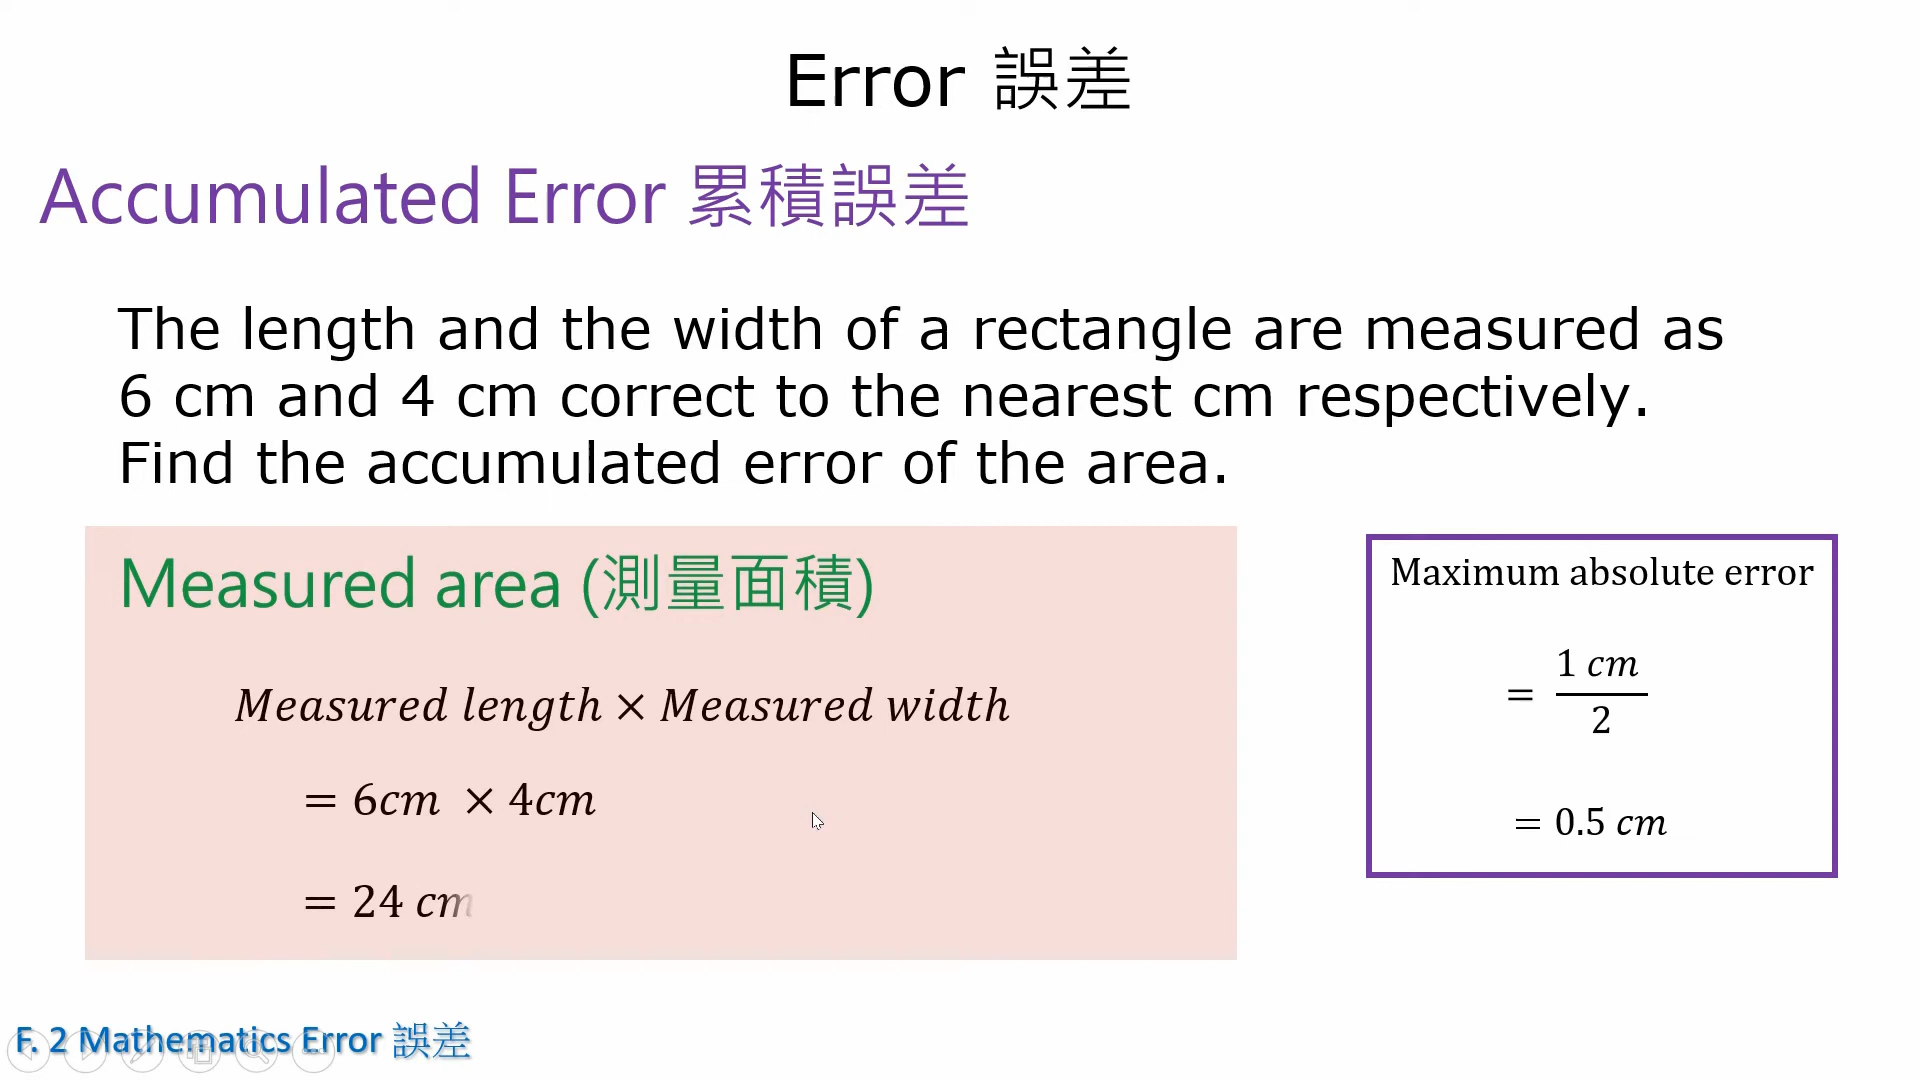 Error 誤差
Accumulated Error 累積誤差
The length and the width of a rectangle are measured as
6 cm and 4 cm correct to the nearest cm respectively.
Find the accumulated error of the area.
Measured area (測量面積)
Measured length × Measured width
= 6cm × 4cm
= 24 cm
Maximum absolute error
= 1 cm / 2
= 0.5 cm
F. 2 Mathematics Error 誤差